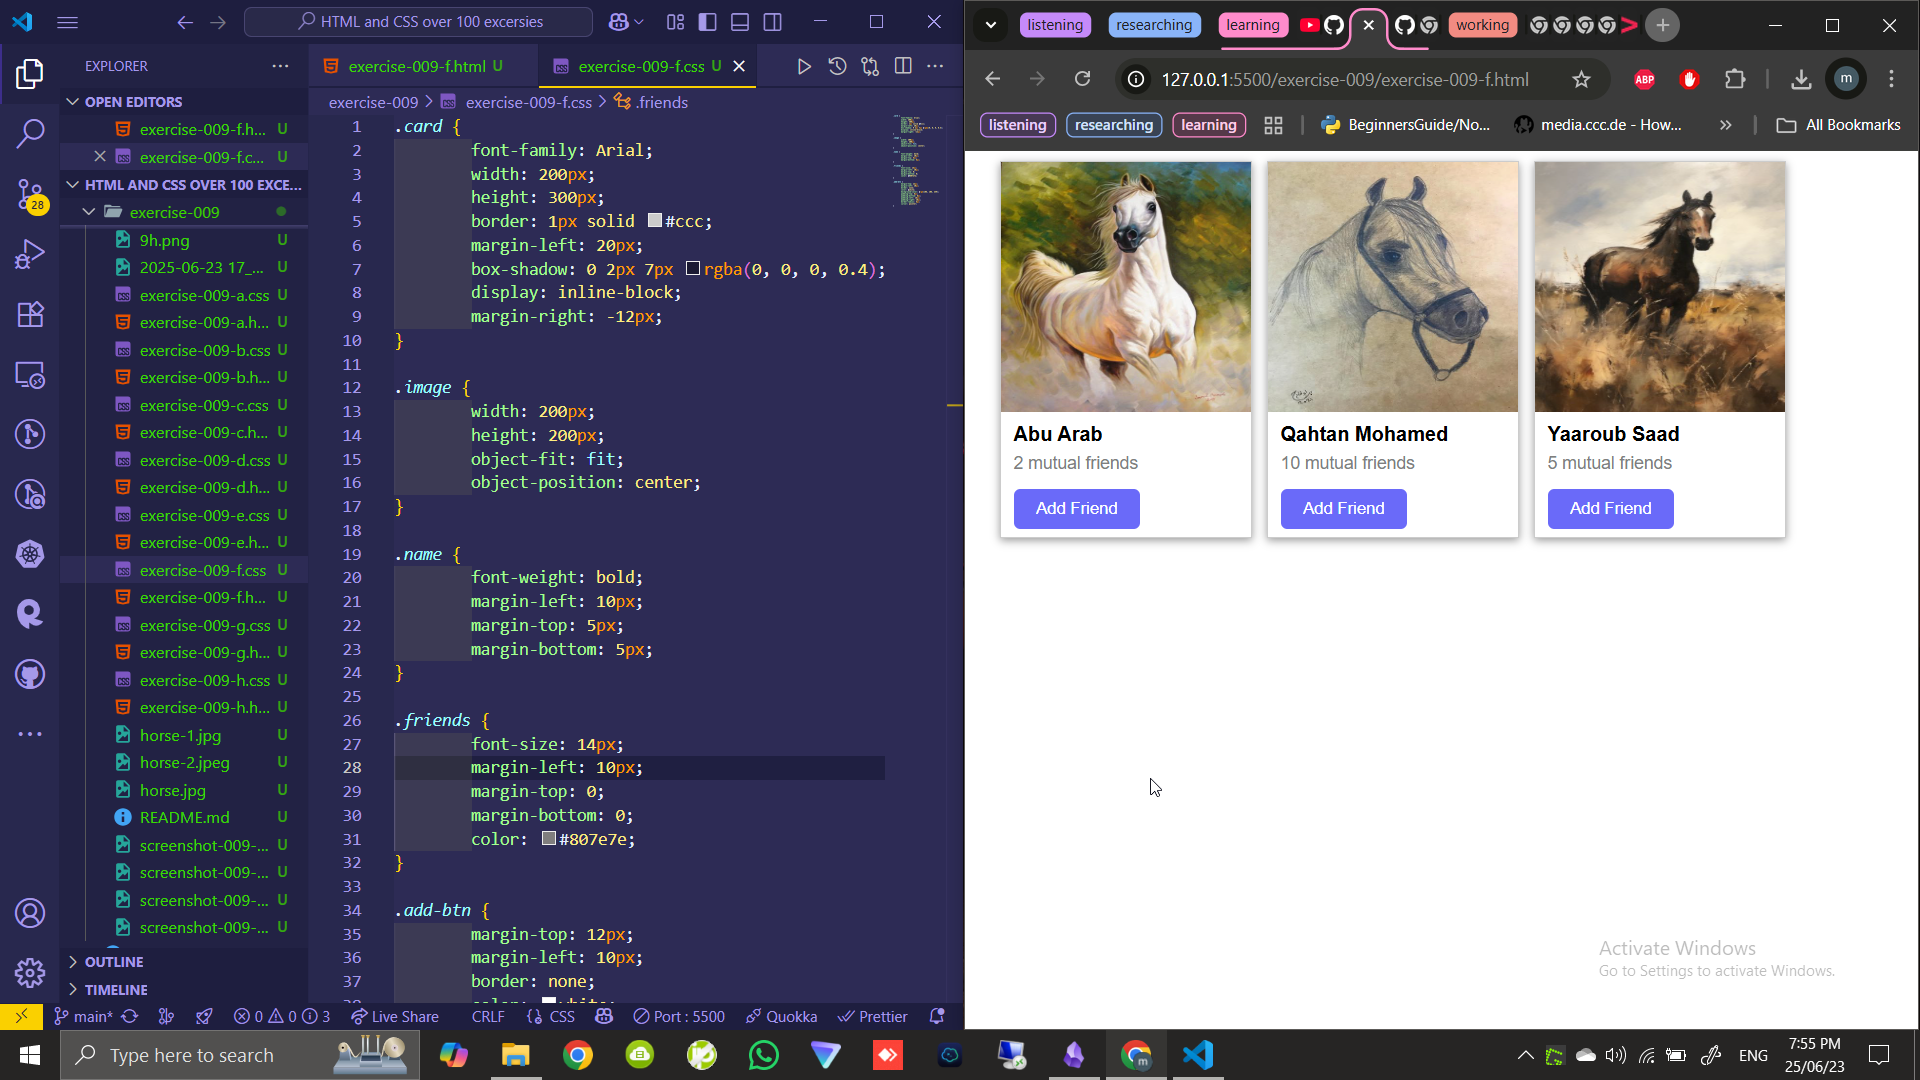 HTML and CSS over 100 excersies
EXPLORER
OPEN EDITORS
exercise-009-f.h... U
exercise-009-f.c... U
HTML AND CSS OVER 100 EXCE...
exercise-009
9h.png U
2025-06-23 17_... U
exercise-009-a.css U
exercise-009-a.h... U
exercise-009-b.css U
exercise-009-b.h... U
exercise-009-c.css U
exercise-009-c.h... U
exercise-009-d.css U
exercise-009-d.h... U
exercise-009-e.css U
exercise-009-e.h... U
exercise-009-f.css U
exercise-009-f.h... U
exercise-009-g.css U
exercise-009-g.h... U
exercise-009-h.css U
exercise-009-h.h... U
horse-1.jpg U
horse-2.jpeg U
horse.jpg U
README.md U
screenshot-009-... U
screenshot-009-... U
screenshot-009-... U
screenshot-009-... U
OUTLINE
TIMELINE
28
exercise-009-f.html U
exercise-009-f.css U
exercise-009 > exercise-009-f.css > .friends
1 .card {
2 font-family: Arial;
3 width: 200px;
4 height: 300px;
5 border: 1px solid #ccc;
6 margin-left: 20px;
7 box-shadow: 0 2px 7px rgba(0, 0, 0, 0.4);
8 display: inline-block;
9 margin-right: -12px;
10 }
11
12 .image {
13 width: 200px;
14 height: 200px;
15 object-fit: fit;
16 object-position: center;
17 }
18
19 .name {
20 font-weight: bold;
21 margin-left: 10px;
22 margin-top: 5px;
23 margin-bottom: 5px;
24 }
25
26 .friends {
27 font-size: 14px;
28 margin-left: 10px;
29 margin-top: 0;
30 margin-bottom: 0;
31 color: #807e7e;
32 }
33
34 .add-btn {
35 margin-top: 12px;
36 margin-left: 10px;
37 border: none;
main* 0 0 3 Live Share CRLF {} CSS Port : 5500 Quokka Prettier
listening researching learning working
127.0.0.1:5500/exercise-009/exercise-009-f.html
ABP
m
listening researching learning BeginnersGuide/No... media.ccc.de - How... All Bookmarks
Abu Arab
2 mutual friends
Add Friend
Qahtan Mohamed
10 mutual friends
Add Friend
Yaaroub Saad
5 mutual friends
Add Friend
Activate Windows
Go to Settings to activate Windows.
Type here to search
ENG
7:55 PM
25/06/23